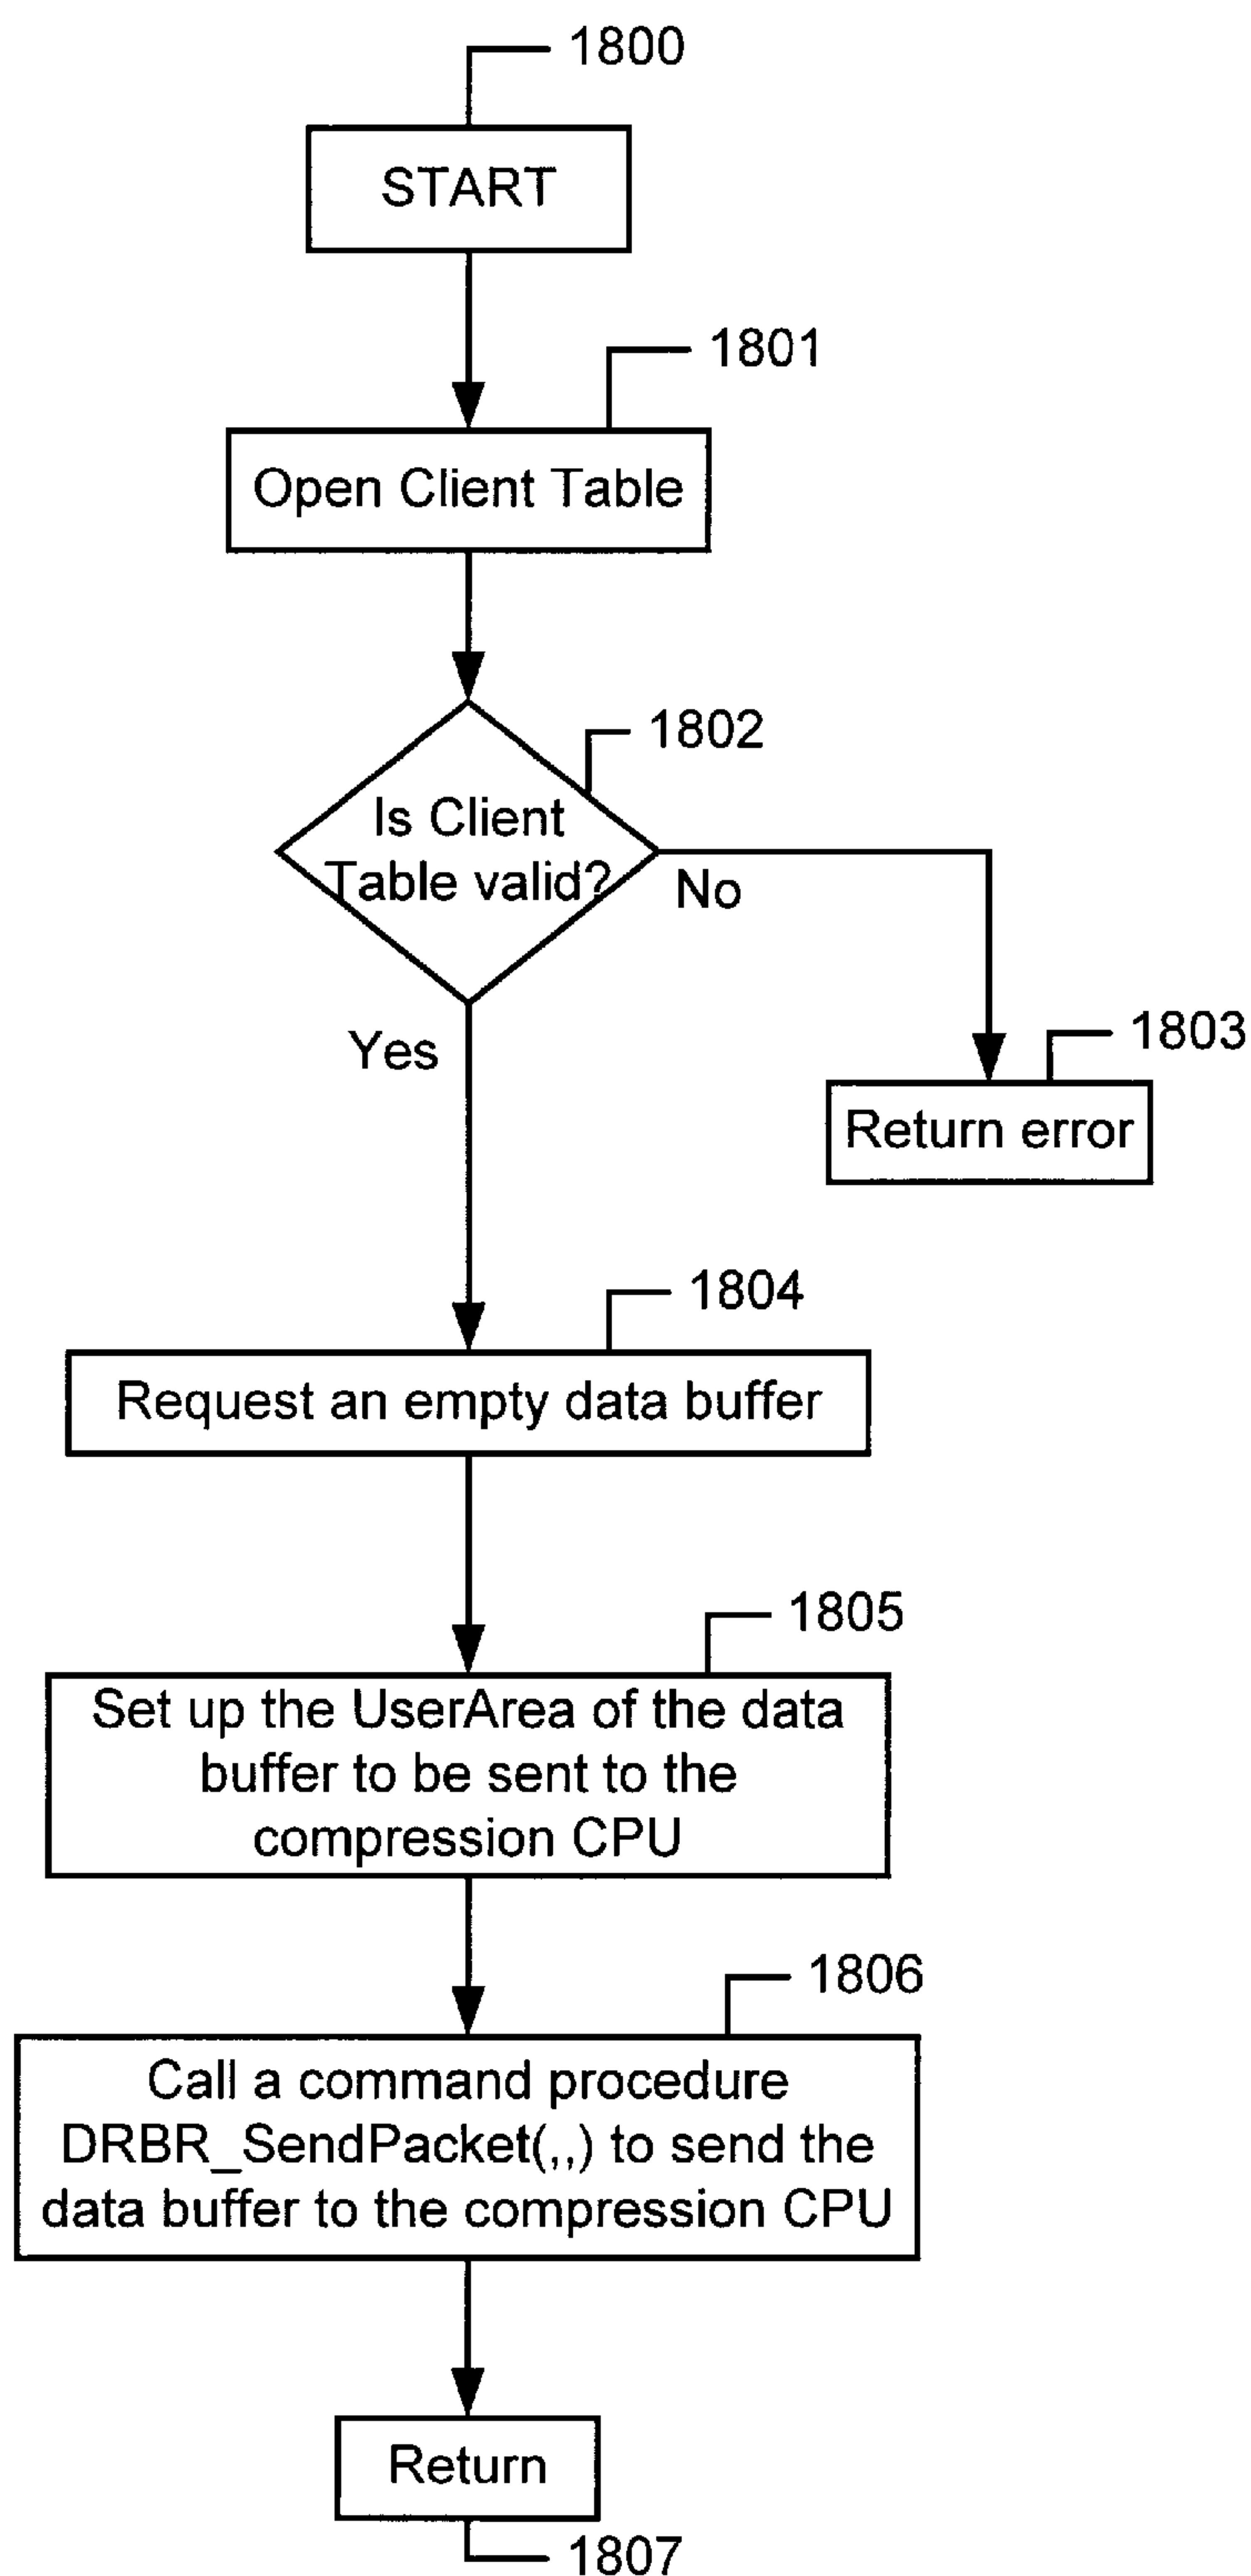 1800
START
1801
Open Client Table
1802
Is Client
Table valid?
No
Yes
1803
Return error
1804
Request an empty data buffer
1805
Set up the UserArea of the data
buffer to be sent to the
compression CPU
1806
Call a command procedure
DRBR_SendPacket(,,) to send the
data buffer to the compression CPU
Return
1807